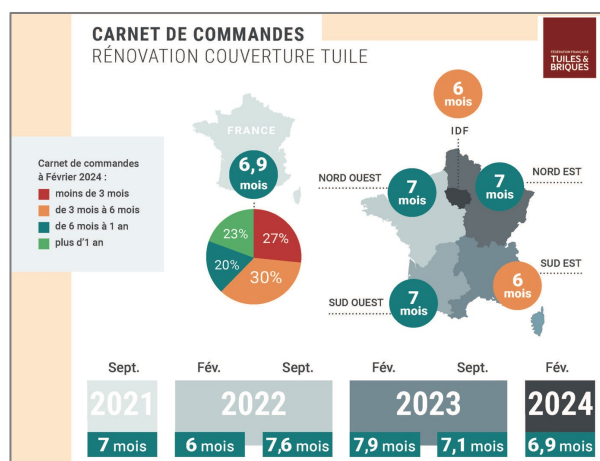 CARNET DE COMMANDES
RÉNOVATION COUVERTURE TUILE
FÉDÉRATION FRANÇAISE
TUILES &
BRIQUES
Carnet de commandes
à Février 2024 :
moins de 3 mois
de 3 mois à 6 mois
de 6 mois à 1 an
plus d'1 an
FRANCE
6,9
mois
23%
27%
20%
30%
6
mois
IDF
NORD OUEST
7
mois
7
mois
NORD EST
SUD EST
6
mois
SUD OUEST
7
mois
Sept.
Fév.
Sept.
Fév.
Sept.
Fév.
2021
2022
2023
2024
7 mois
6 mois
7,6 mois
7,9 mois
7,1 mois
6,9 mois